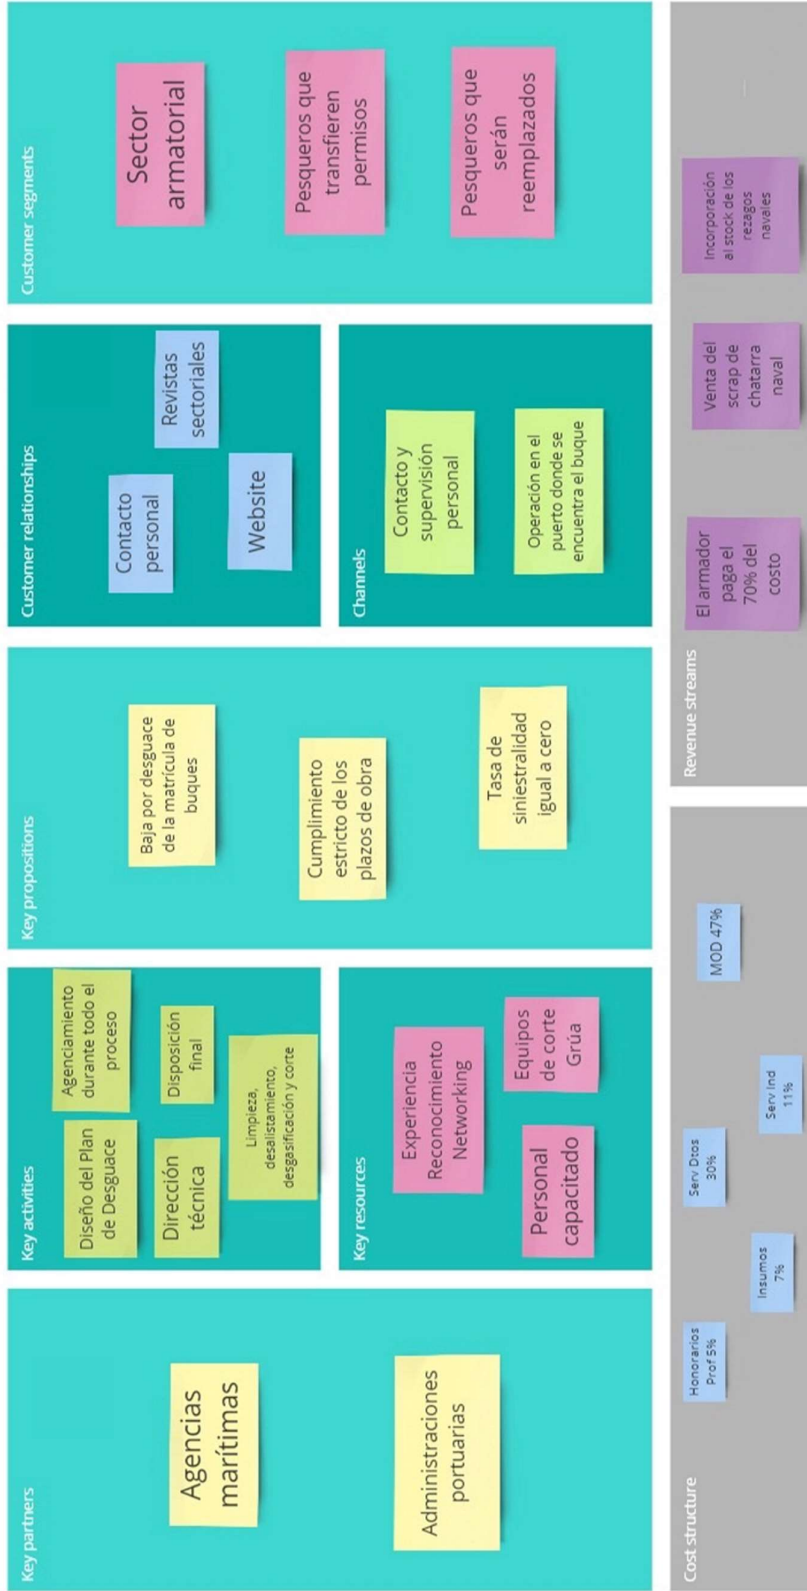 Key partners
Agencias
marítimas
Administraciones
portuarias
Key activities
Diseño del Plan
de Desguace
Agenciamiento
durante todo el
proceso
Dirección
técnica
Disposición
final
Limpieza,
desalistamiento,
desgasificación y corte
Key resources
Experiencia
Reconocimiento
Networking
Personal
capacitado
Equipos
de corte
Grúa
Key propositions
Baja por desguace
de la matrícula de
buques
Cumplimiento
estricto de los
plazos de obra
Tasa de
siniestralidad
igual a cero
Customer relationships
Contacto
personal
Revistas
sectoriales
Website
Channels
Contacto y
supervisión
personal
Operación en el
puerto donde se
encuentra el buque
Customer segments
Sector
armatorial
Pesqueros que
transfieren
permisos
Pesqueros que
serán
reemplazados
Cost structure
Honorarios
Prof 5%
Insumos
7%
Serv Dtos
30%
Serv Ind
11%
MOD 47%
Revenue streams
El armador
paga el
70% del
costo
Venta del
scrap de
chatarra
naval
Incorporación
al stock de los
rezagos
navales